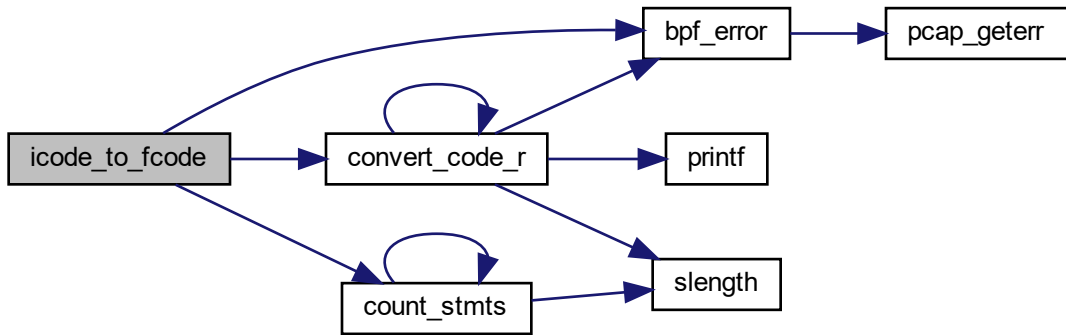 icode_to_fcode
bpf_error
pcap_geterr
convert_code_r
printf
slength
count_stmts